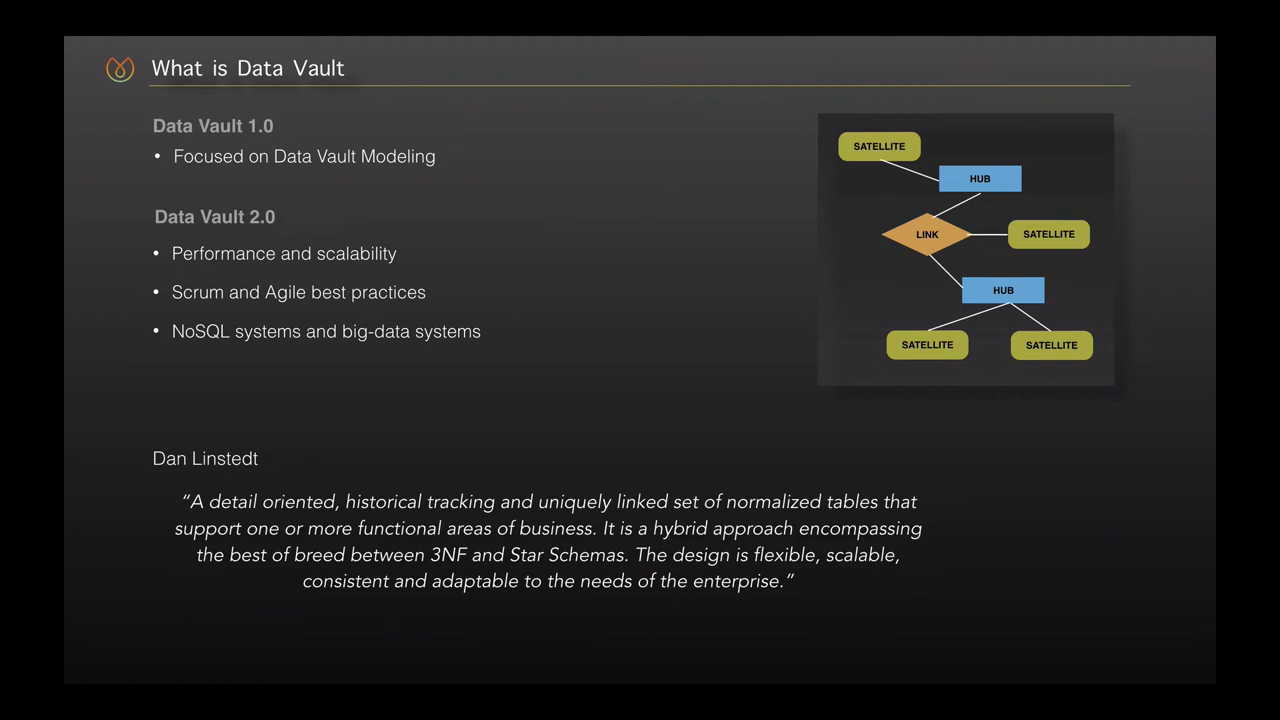 What is Data Vault
Data Vault 1.0
• Focused on Data Vault Modeling
Data Vault 2.0
• Performance and scalability
• Scrum and Agile best practices
• NoSQL systems and big-data systems
SATELLITE
HUB
LINK
SATELLITE
HUB
SATELLITE
SATELLITE
Dan Linstedt
“A detail oriented, historical tracking and uniquely linked set of normalized tables that
support one or more functional areas of business. It is a hybrid approach encompassing
the best of breed between 3NF and Star Schemas. The design is flexible, scalable,
consistent and adaptable to the needs of the enterprise.”